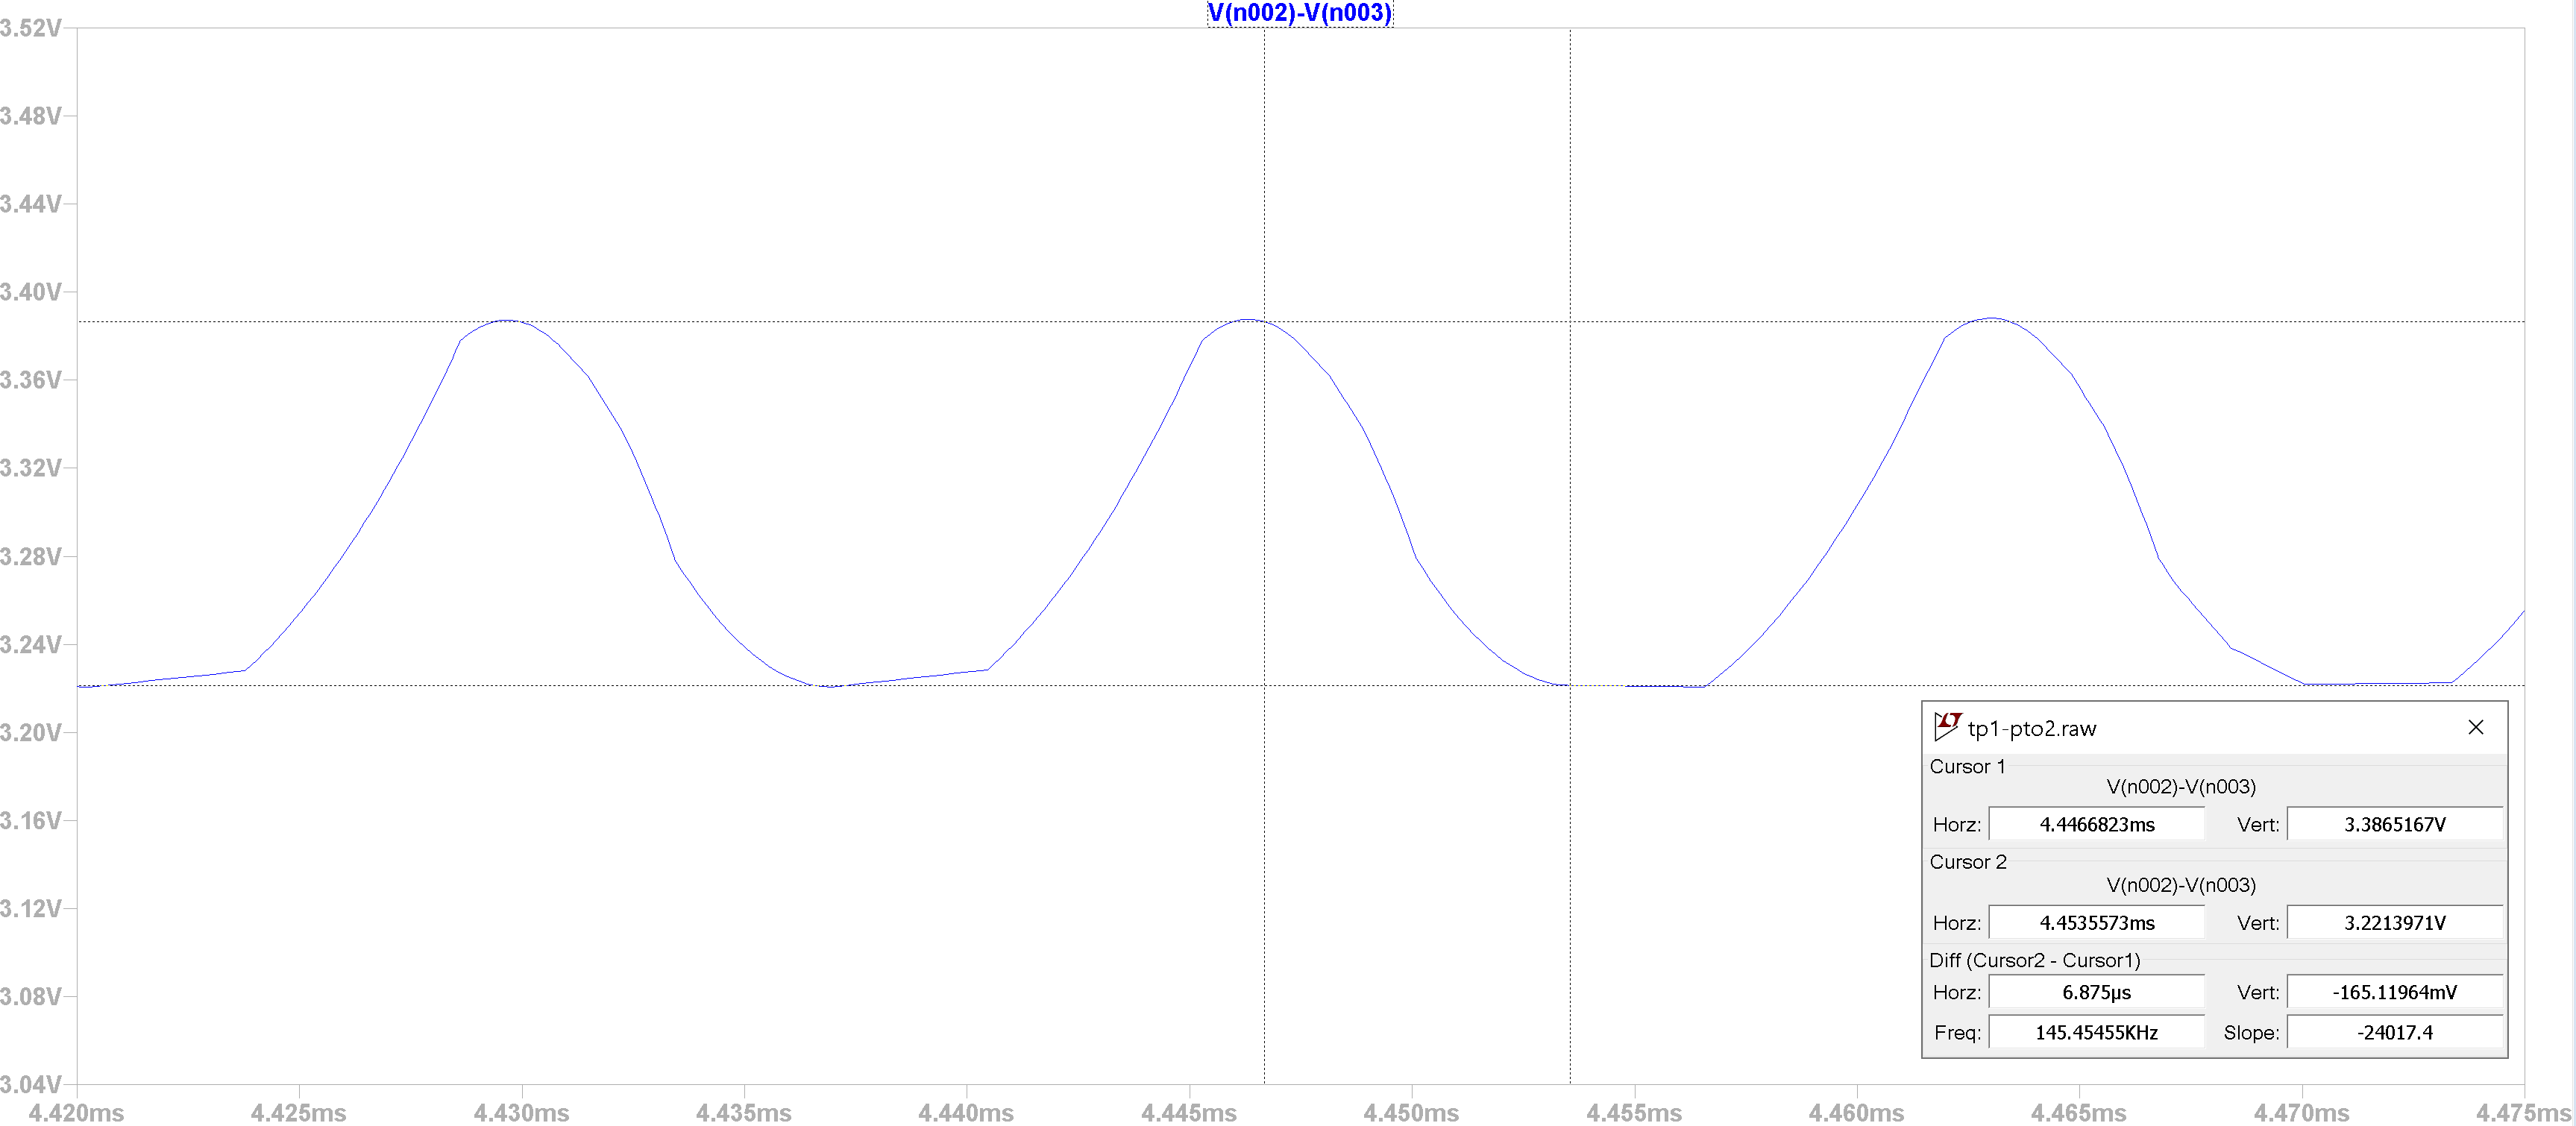 V(n002)-V(n003)
3.52V
3.48V
3.44V
3.40V
3.36V
3.32V
3.28V
3.24V
3.20V
3.16V
3.12V
3.08V
3.04V
4.420ms 4.425ms 4.430ms 4.435ms 4.440ms 4.445ms 4.450ms 4.455ms 4.460ms 4.465ms 4.470ms 4.475ms
tp1-pto2.raw
Cursor 1
V(n002)-V(n003)
Horz: 4.4466823ms Vert: 3.3865167V
Cursor 2
V(n002)-V(n003)
Horz: 4.4535573ms Vert: 3.2213971V
Diff (Cursor2 - Cursor1)
Horz: 6.875µs Vert: -165.11964mV
Freq: 145.45455KHz Slope: -24017.4